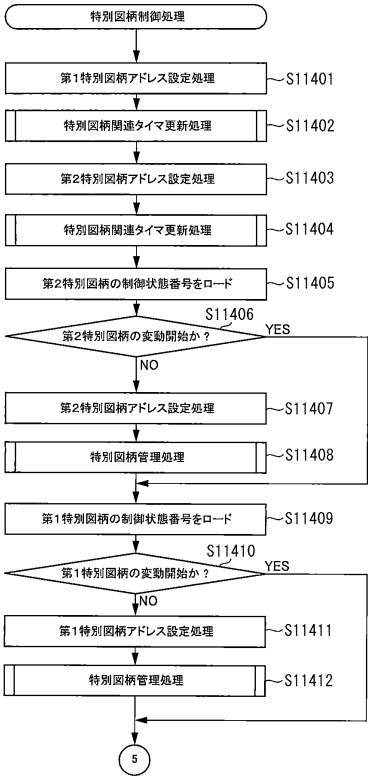 特別図柄制御処理
第1特別図柄アドレス設定処理
S11401
特別図柄関連タイマ更新処理
S11402
第2特別図柄アドレス設定処理
S11403
特別図柄関連タイマ更新処理
S11404
第2特別図柄の制御状態番号をロード
S11405
S11406
第2特別図柄の変動開始か?
YES
NO
第2特別図柄アドレス設定処理
S11407
特別図柄管理処理
S11408
第1特別図柄の制御状態番号をロード
S11409
S11410
第1特別図柄の変動開始か?
YES
NO
第1特別図柄アドレス設定処理
S11411
特別図柄管理処理
S11412
5